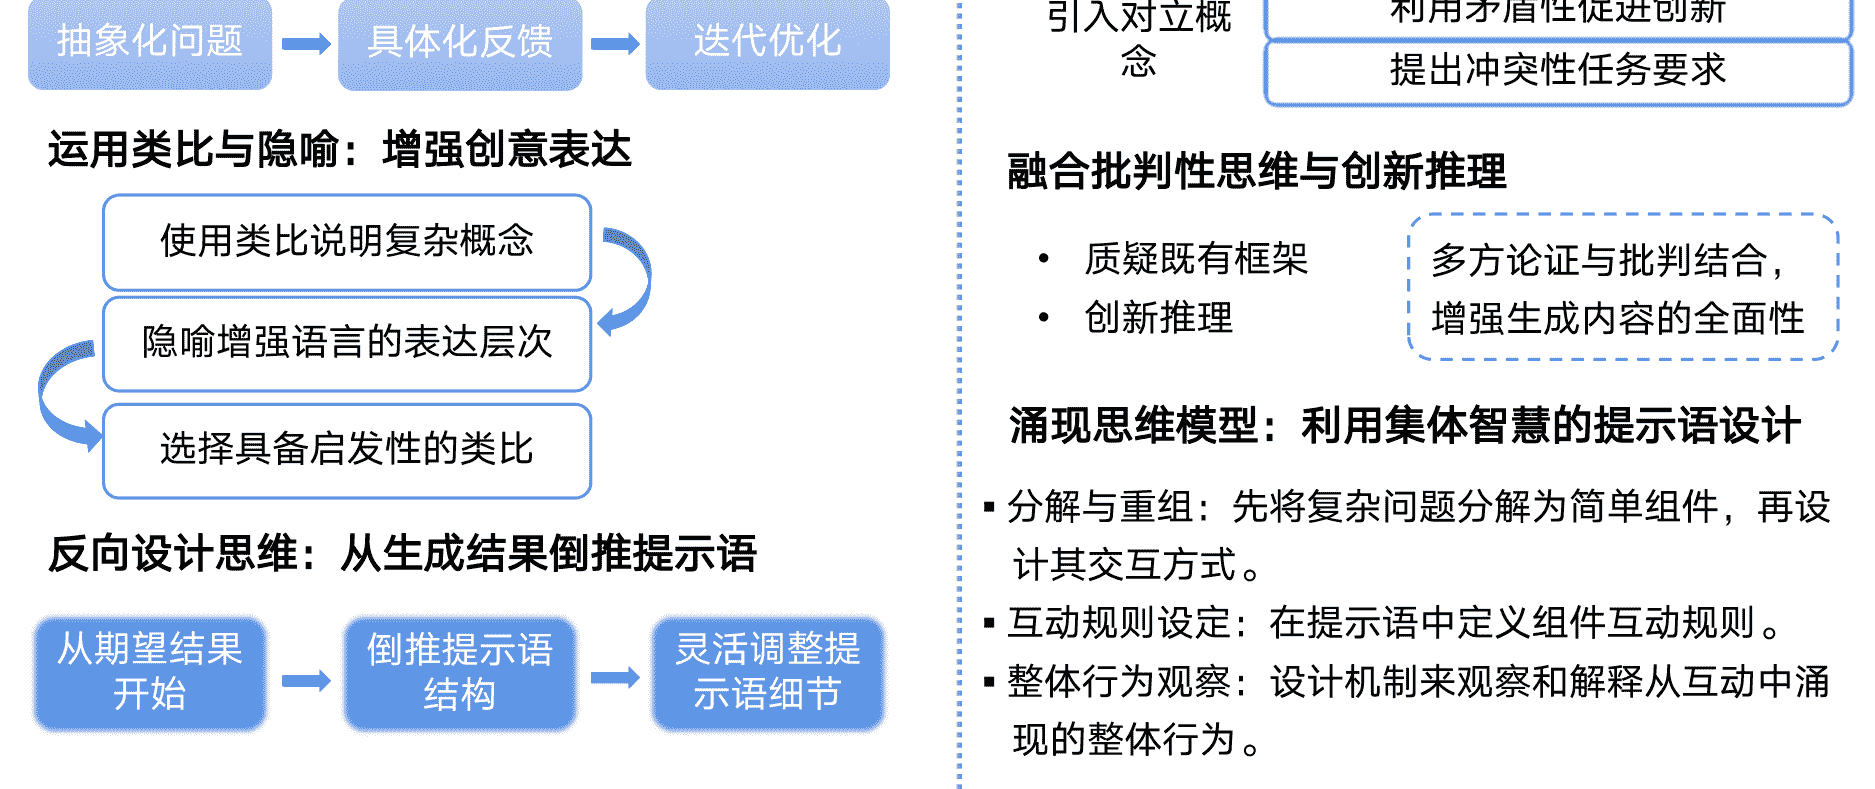 抽象化问题
具体化反馈
迭代优化
运用类比与隐喻：增强创意表达
使用类比说明复杂概念
隐喻增强语言的表达层次
选择具备启发性的类比
反向设计思维：从生成结果倒推提示语
从期望结果
开始
倒推提示语
结构
灵活调整提
示语细节
引入对立概
念
利用矛盾性促进创新
提出冲突性任务要求
融合批判性思维与创新推理
• 质疑既有框架
• 创新推理
多方论证与批判结合，
增强生成内容的全面性
涌现思维模型：利用集体智慧的提示语设计
▪ 分解与重组：先将复杂问题分解为简单组件，再设
计其交互方式。
▪ 互动规则设定：在提示语中定义组件互动规则。
▪ 整体行为观察：设计机制来观察和解释从互动中涌
现的整体行为。